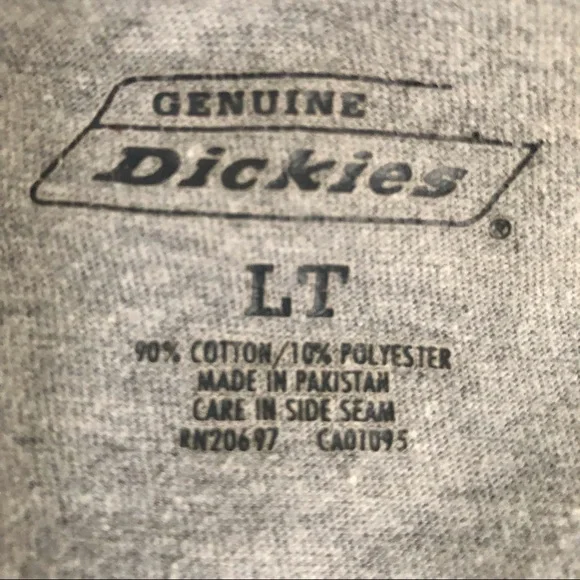 GENUINE
Dickies®
LT
90% COTTON/10% POLYESTER
MADE IN PAKISTAN
CARE IN SIDE SEAM
RN20697 CA01095